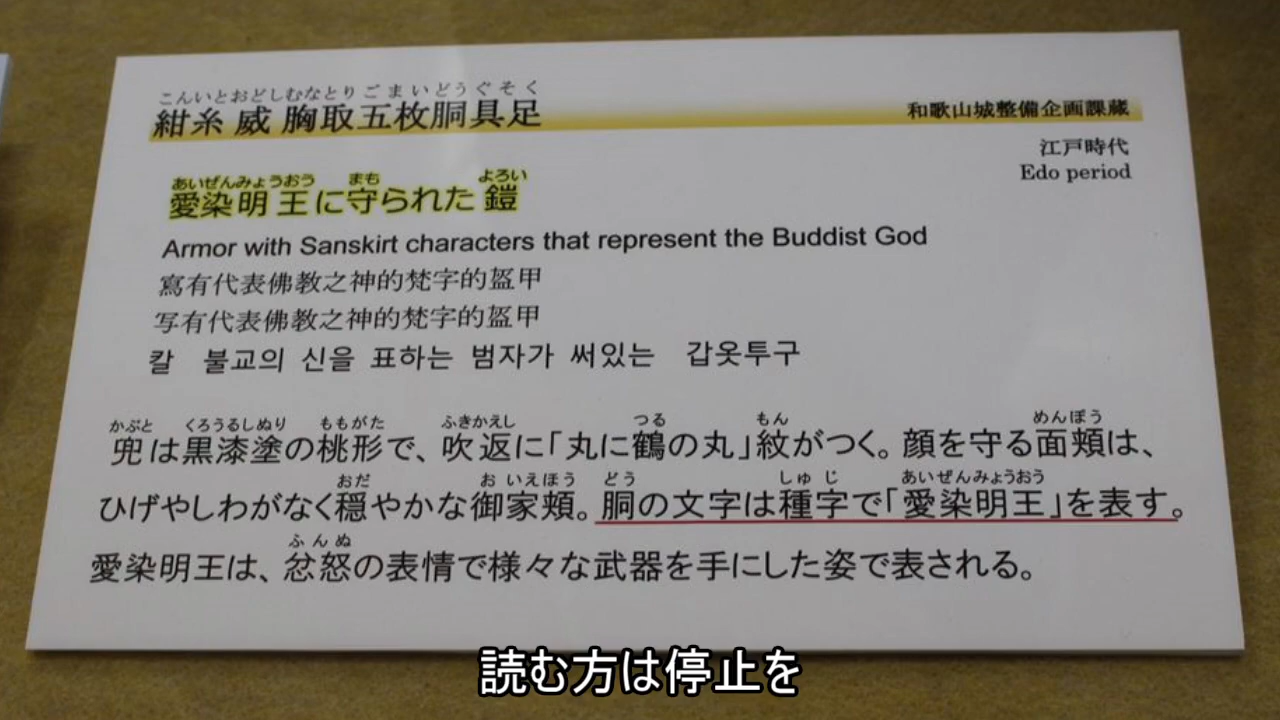 こんいとおどしむなとりごまいどうぐそく
紺糸 威 胸取五枚胴具足
和歌山城整備企画課蔵
江戸時代
Edo period
あいぜんみょうおう まも よろい
愛染明王に守られた 鎧
Armor with Sanskirt characters that represent the Buddist God
寫有代表佛教之神的梵字的盔甲
写有代表佛教之神的梵字的盔甲
칼 불교의 신을 표하는 범자가 써있는 갑옷투구
かぶと くろうるしぬり ももがた ふきかえし つる もん めんぽう
兜は黒漆塗の桃形で、吹返に「丸に鶴の丸」紋がつく。顔を守る面頬は、
おだ お いえほう どう しゅ じ あいぜんみょうおう
ひげやしわがなく穏やかな御家頬。胴の文字は種字で「愛染明王」を表す。
ふんぬ
愛染明王は、忿怒の表情で様々な武器を手にした姿で表される。
読む方は停止を